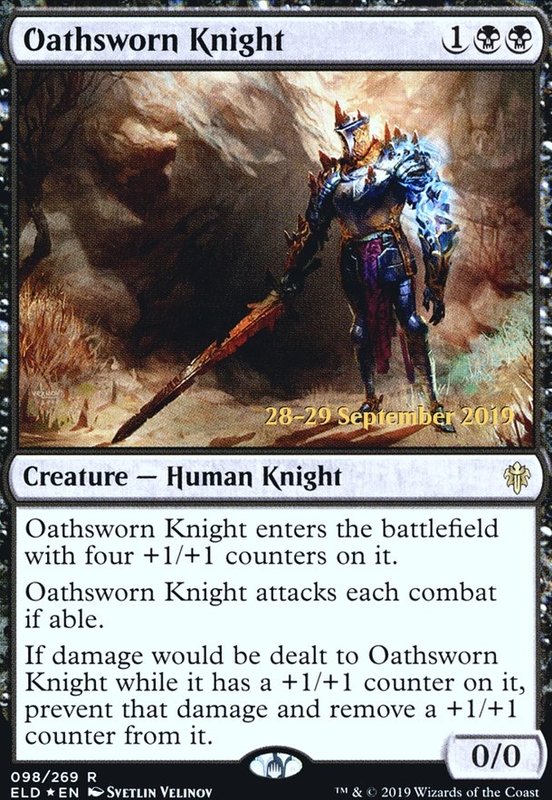 Oathsworn Knight 1
28-29 September 2019
Creature — Human Knight
Oathsworn Knight enters the battlefield
with four +1/+1 counters on it.
Oathsworn Knight attacks each combat
if able.
If damage would be dealt to Oathsworn
Knight while it has a +1/+1 counter on it,
prevent that damage and remove a +1/+1
counter from it.
0/0
098/269 R
ELD ★ EN Svetlin Velinov
™ & © 2019 Wizards of the Coast